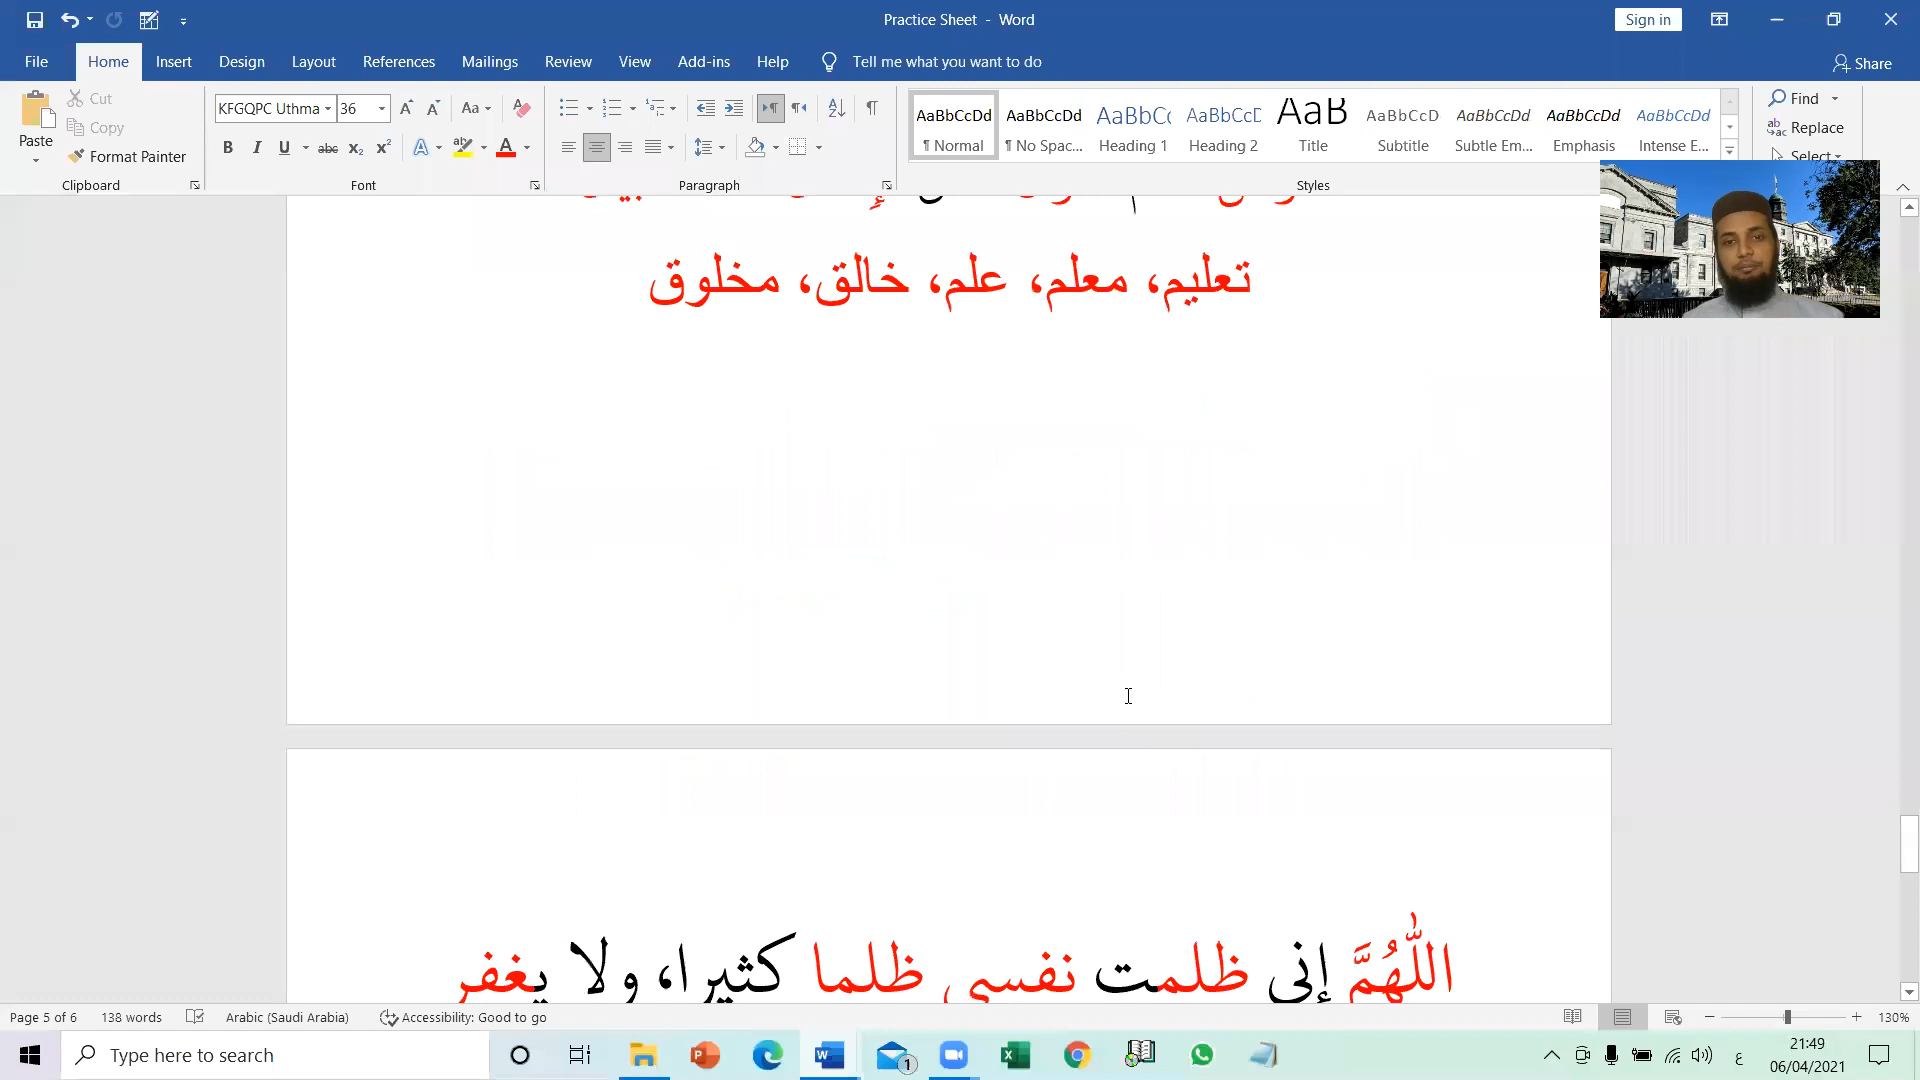 Practice Sheet - Word
Sign in
File Home Insert Design Layout References Mailings Review View Add-ins Help Tell me what you want to do Share
Paste
Cut
Copy
Format Painter
Clipboard
KFGQPC Uthma 36
Font
Paragraph
AaBbCcDd AaBbCcDd AaBbCc AaBbCcE AaB AaBbCcD AaBbCcDd AaBbCcDd AaBbCcDd
¶ Normal ¶ No Spac... Heading 1 Heading 2 Title Subtitle Subtle Em... Emphasis Intense E...
Styles
Find
Replace
Select
تعليم، معلم، علم، خالق، مخلوق
اللّٰهُمَّ إني ظلمت نفسي ظلما كثيرا، ولا يغفر
Page 5 of 6 138 words Arabic (Saudi Arabia) Accessibility: Good to go 130%
Type here to search
1
ع
21:49
06/04/2021